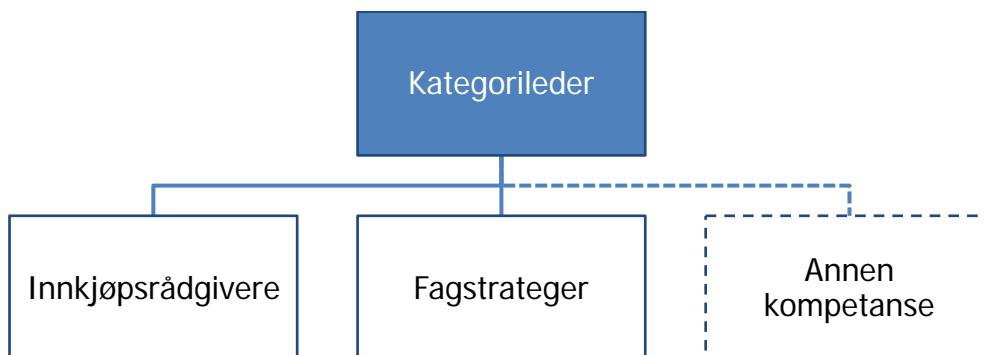 Kategorileder
Innkjøpsrådgivere
Fagstrateger
Annen
kompetanse